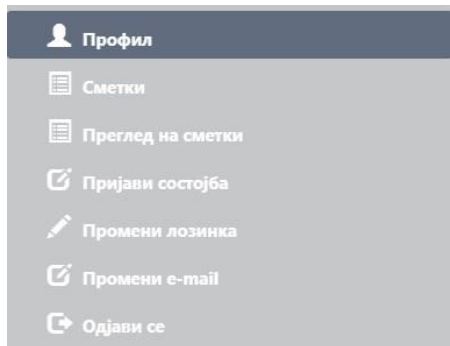 Профил
Сметки
Преглед на сметки
Пријави состојба
Промени лозинка
Промени e-mail
Одјави се